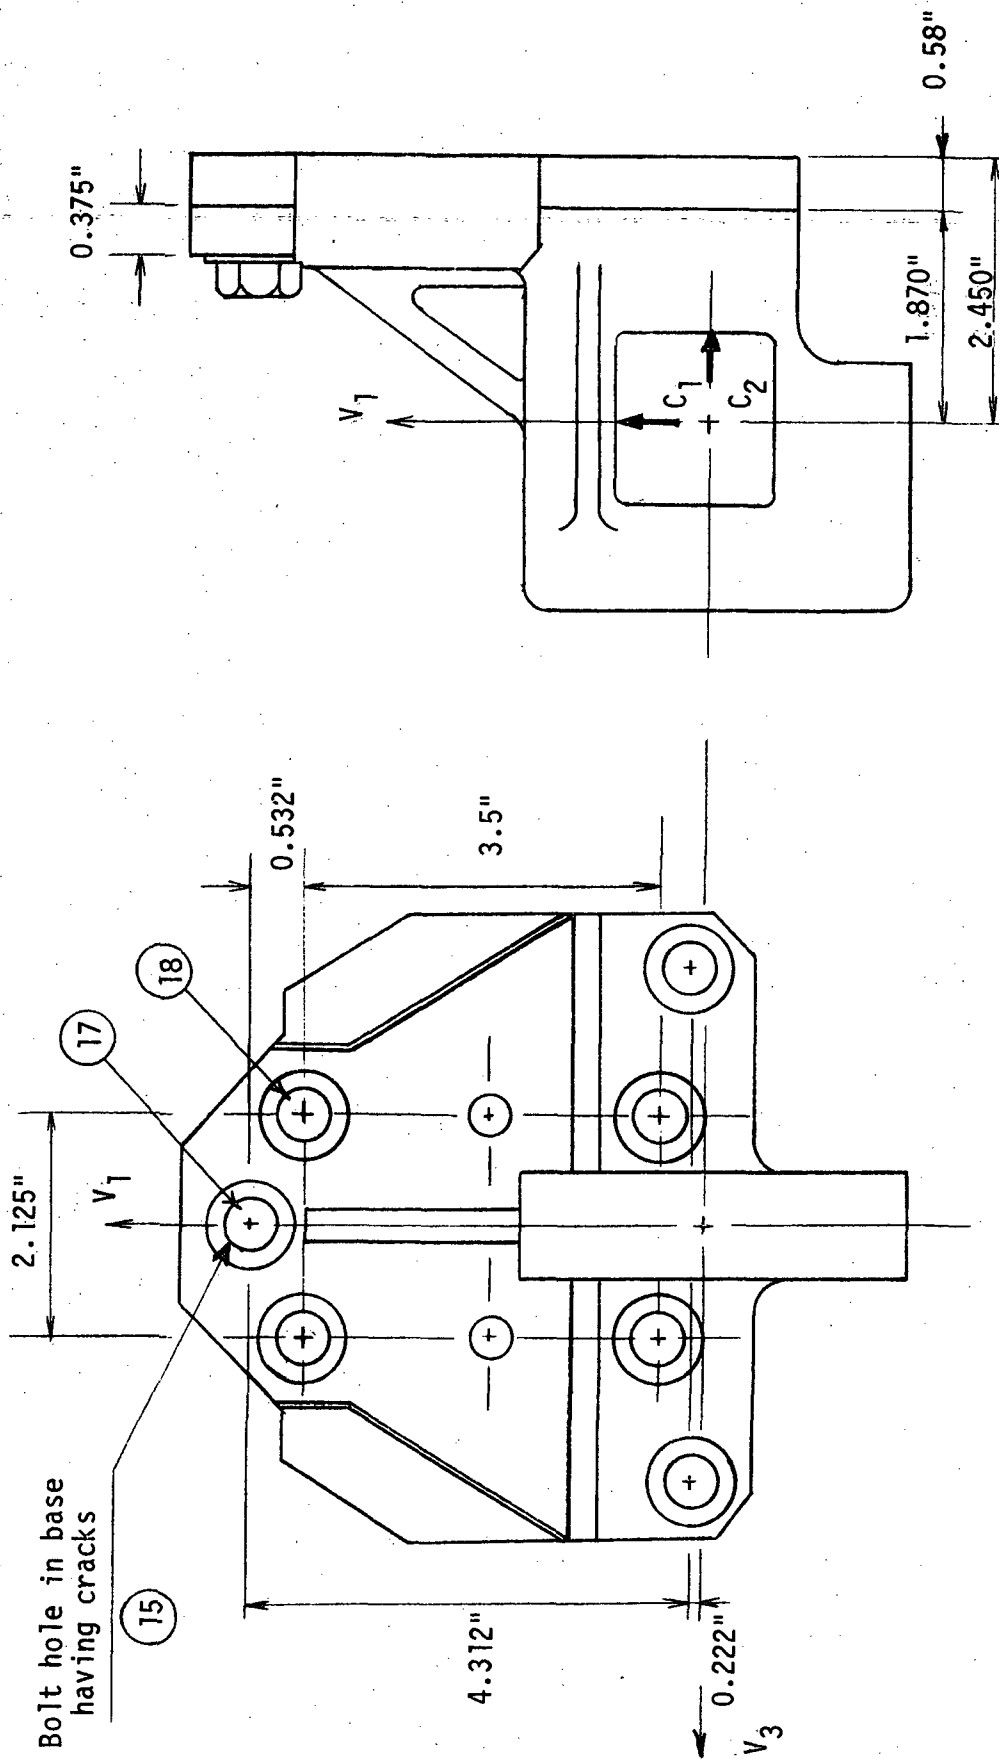 Bolt hole in base
having cracks
15
2.125"
V1
17
18
0.532"
3.5"
4.312"
0.222"
V3
0.375"
V1
C1
C2
1.870"
2.450"
0.58"